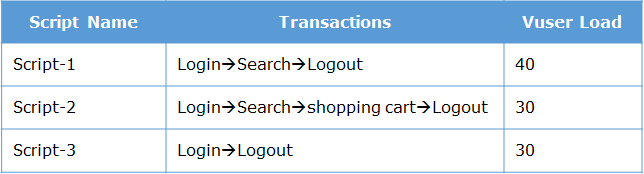 Script Name Transactions Vuser Load
Script-1 Login→Search→Logout 40
Script-2 Login→Search→shopping cart→Logout 30
Script-3 Login→Logout 30